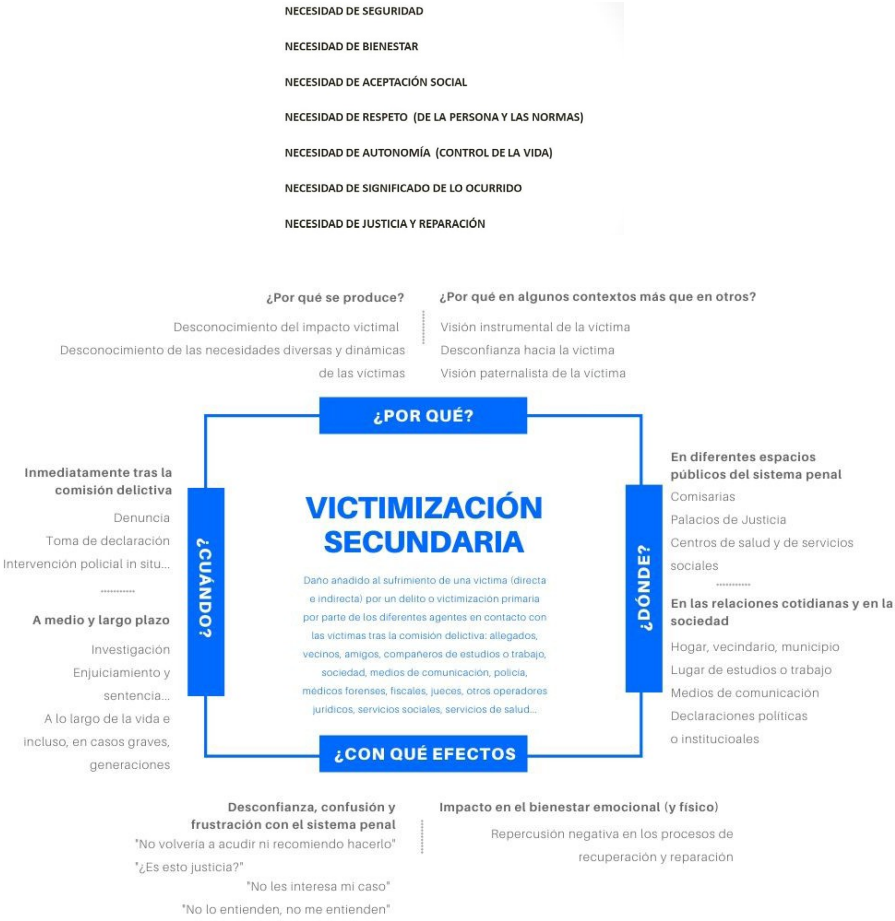 NECESIDAD DE SEGURIDAD
NECESIDAD DE BIENESTAR
NECESIDAD DE ACEPTACIÓN SOCIAL
NECESIDAD DE RESPETO (DE LA PERSONA Y LAS NORMAS)
NECESIDAD DE AUTONOMÍA (CONTROL DE LA VIDA)
NECESIDAD DE SIGNIFICADO DE LO OCURRIDO
NECESIDAD DE JUSTICIA Y REPARACIÓN
¿Por qué se produce?
Desconocimiento del impacto victimal
Desconocimiento de las necesidades diversas y dinámicas
de las víctimas
¿Por qué en algunos contextos más que en otros?
Visión instrumental de la víctima
Desconfianza hacia la víctima
Visión paternalista de la víctima
¿POR QUÉ?
Inmediatamente tras la
comisión delictiva
Denuncia
Toma de declaración
Intervención policial in situ...
A medio y largo plazo
Investigación
Enjuiciamiento y
sentencia...
A lo largo de la vida e
incluso, en casos graves,
generaciones
¿CUÁNDO?
VICTIMIZACIÓN
SECUNDARIA
Daño añadido al sufrimiento de una víctima (directa
e indirecta) por un delito o victimización primaria
por parte de los diferentes agentes en contacto con
las víctimas tras la comisión delictiva: allegados,
vecinos, amigos, compañeros de estudios o trabajo,
sociedad, medios de comunicación, policía,
médicos forenses, fiscales, jueces, otros operadores
jurídicos, servicios sociales, servicios de salud...
¿DÓNDE?
En diferentes espacios
públicos del sistema penal
Comisarías
Palacios de Justicia
Centros de salud y de servicios
sociales
En las relaciones cotidianas y en la
sociedad
Hogar, vecindario, municipio
Lugar de estudios o trabajo
Medios de comunicación
Declaraciones políticas
o institucioales
¿CON QUÉ EFECTOS
Desconfianza, confusión y
frustración con el sistema penal
"No volvería a acudir ni recomiendo hacerlo"
"¿Es esto justicia?"
"No les interesa mi caso"
"No lo entienden, no me entienden"
Impacto en el bienestar emocional (y físico)
Repercusión negativa en los procesos de
recuperación y reparación